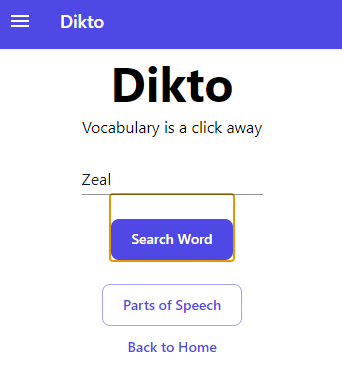 Dikto
Dikto
Vocabulary is a click away
Zeal
Search Word
Parts of Speech
Back to Home